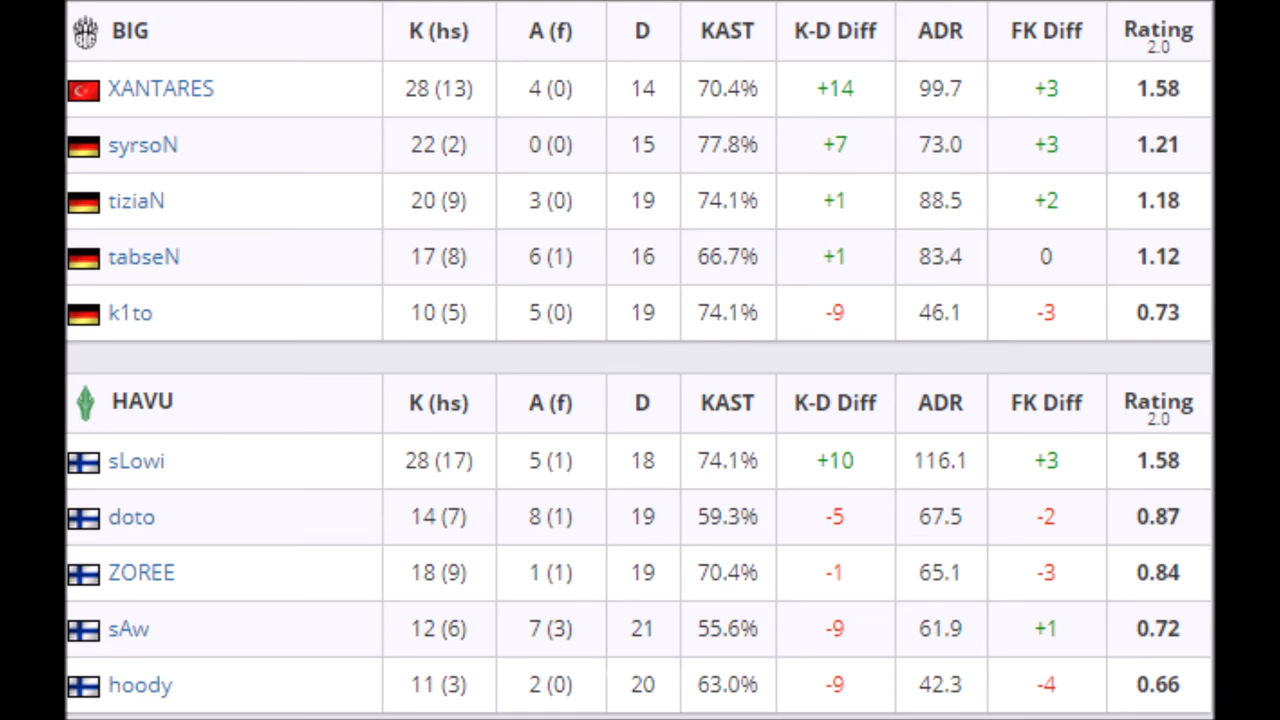 BIG K (hs) A (f) D KAST K-D Diff ADR FK Diff Rating 2.0
XANTARES 28 (13) 4 (0) 14 70.4% +14 99.7 +3 1.58
syrsoN 22 (2) 0 (0) 15 77.8% +7 73.0 +3 1.21
tiziaN 20 (9) 3 (0) 19 74.1% +1 88.5 +2 1.18
tabseN 17 (8) 6 (1) 16 66.7% +1 83.4 0 1.12
k1to 10 (5) 5 (0) 19 74.1% -9 46.1 -3 0.73
HAVU K (hs) A (f) D KAST K-D Diff ADR FK Diff Rating 2.0
sLowi 28 (17) 5 (1) 18 74.1% +10 116.1 +3 1.58
doto 14 (7) 8 (1) 19 59.3% -5 67.5 -2 0.87
ZOREE 18 (9) 1 (1) 19 70.4% -1 65.1 -3 0.84
sAw 12 (6) 7 (3) 21 55.6% -9 61.9 +1 0.72
hoody 11 (3) 2 (0) 20 63.0% -9 42.3 -4 0.66